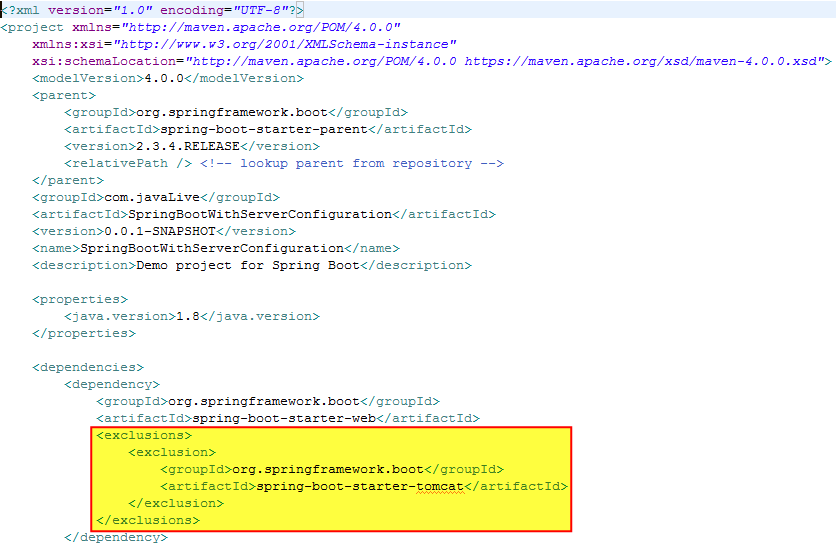 <?xml version="1.0" encoding="UTF-8"?>
<project xmlns="http://maven.apache.org/POM/4.0.0"
    xmlns:xsi="http://www.w3.org/2001/XMLSchema-instance"
    xsi:schemaLocation="http://maven.apache.org/POM/4.0.0 https://maven.apache.org/xsd/maven-4.0.0.xsd">
    <modelVersion>4.0.0</modelVersion>
    <parent>
        <groupId>org.springframework.boot</groupId>
        <artifactId>spring-boot-starter-parent</artifactId>
        <version>2.3.4.RELEASE</version>
        <relativePath /> <!-- lookup parent from repository -->
    </parent>
    <groupId>com.javaLive</groupId>
    <artifactId>SpringBootWithServerConfiguration</artifactId>
    <version>0.0.1-SNAPSHOT</version>
    <name>SpringBootWithServerConfiguration</name>
    <description>Demo project for Spring Boot</description>

    <properties>
        <java.version>1.8</java.version>
    </properties>

    <dependencies>
        <dependency>
            <groupId>org.springframework.boot</groupId>
            <artifactId>spring-boot-starter-web</artifactId>
            <exclusions>
                <exclusion>
                    <groupId>org.springframework.boot</groupId>
                    <artifactId>spring-boot-starter-tomcat</artifactId>
                </exclusion>
            </exclusions>
        </dependency>